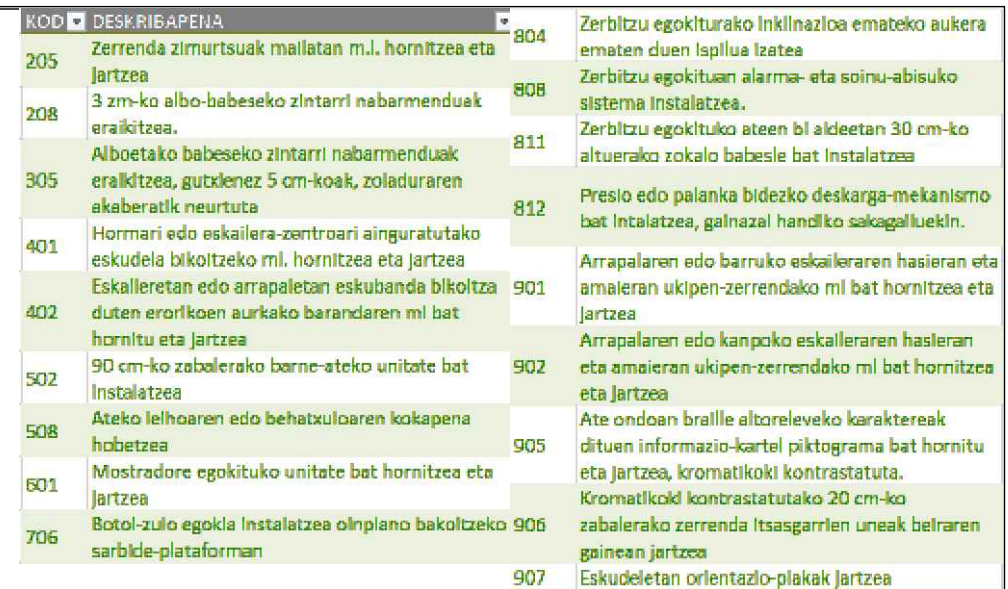 KOD DESKRIBAPENA
205 Zerrenda zimurtsuak mailatan m.l. hornitzea eta
jartzea
208 3 zm-ko albo-babeseko zintarri nabarmenduak
eraikitzea.
305 Alboetako babeseko zintarri nabarmenduak
eraikitzea, gutxienez 5 cm-koak, zoladuraren
akaberatik neurtuta
401 Hormari edo eskailera-zentroari ainguratutako
eskudela bikoitzeko ml. hornitzea eta jartzea
402 Eskaileretan edo arrapaletan eskubanda bikoitza
duten erorikoen aurkako barandaren ml bat
hornitu eta jartzea
502 90 cm-ko zabalerako barne-ateko unitate bat
instalatzea
508 Ateko leihoaren edo behatxuloaren kokapena
hobetzea
601 Mostradore egokituko unitate bat hornitzea eta
jartzea
706 Botoi-zulo egokia instalatzea oinplano bakoitzeko
sarbide-plataforman
804 Zerbitzu egokiturako inklinazioa emateko aukera
ematen duen ispilua izatea
808 Zerbitzu egokituan alarma- eta soinu-abisuko
sistema instalatzea.
811 Zerbitzu egokituko ateen bi aldeetan 30 cm-ko
altuerako zokalo babesle bat instalatzea
812 Presio edo palanka bidezko deskarga-mekanismo
bat intalatzea, gainazal handiko sakagailuekin.
901 Arrapalaren edo barruko eskaileraren hasieran eta
amaieran ukipen-zerrendako ml bat hornitzea eta
jartzea
902 Arrapalaren edo kanpoko eskaileraren hasieran
eta amaieran ukipen-zerrendako ml bat hornitzea
eta jartzea
905 Ate ondoan braille altoreleveko karaktereak
dituen informazio-kartel piktograma bat hornitu
eta jartzea, kromatikoki kontrastatuta.
906 Kromatikoki kontrastatutako 20 cm-ko
zabalerako zerrenda itsasgarrien uneak beiraren
gainean jartzea
907 Eskudeletan orientazio-plakak jartzea